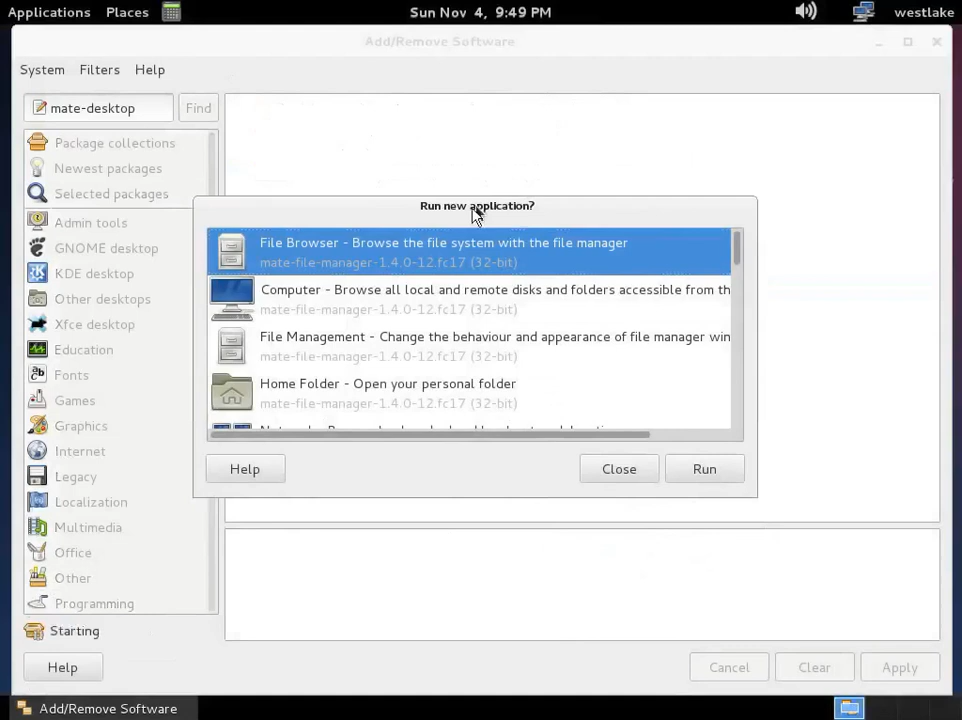 Applications Places Sun Nov 4, 9:49 PM westlake
Add/Remove Software
System Filters Help
mate-desktop Find
Package collections
Newest packages
Selected packages
Admin tools
GNOME desktop
KDE desktop
Other desktops
Xfce desktop
Education
Fonts
Games
Graphics
Internet
Legacy
Localization
Multimedia
Office
Other
Programming
Starting
Help Cancel Clear Apply
Run new application?
File Browser - Browse the file system with the file manager
mate-file-manager-1.4.0-12.fc17 (32-bit)
Computer - Browse all local and remote disks and folders accessible from th
mate-file-manager-1.4.0-12.fc17 (32-bit)
File Management - Change the behaviour and appearance of file manager win
mate-file-manager-1.4.0-12.fc17 (32-bit)
Home Folder - Open your personal folder
mate-file-manager-1.4.0-12.fc17 (32-bit)
Help Close Run
Add/Remove Software